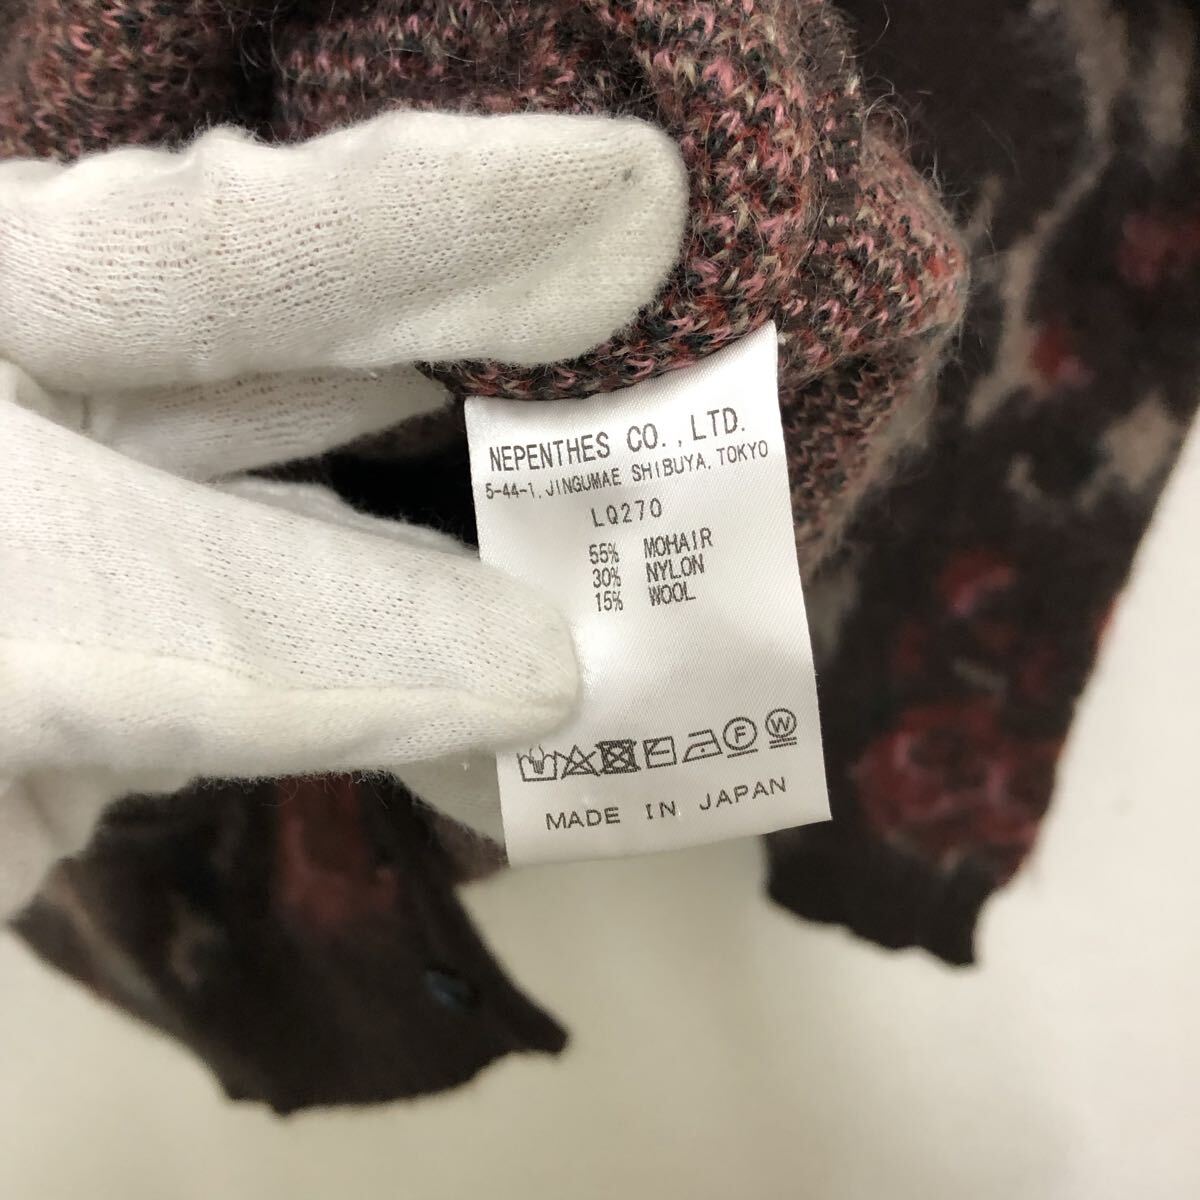 NEPENTHES CO.,LTD.
5-44-1, JINGUMAE SHIBUYA, TOKYO
LQ270
55% MOHAIR
30% NYLON
15% WOOL
F W
MADE IN JAPAN